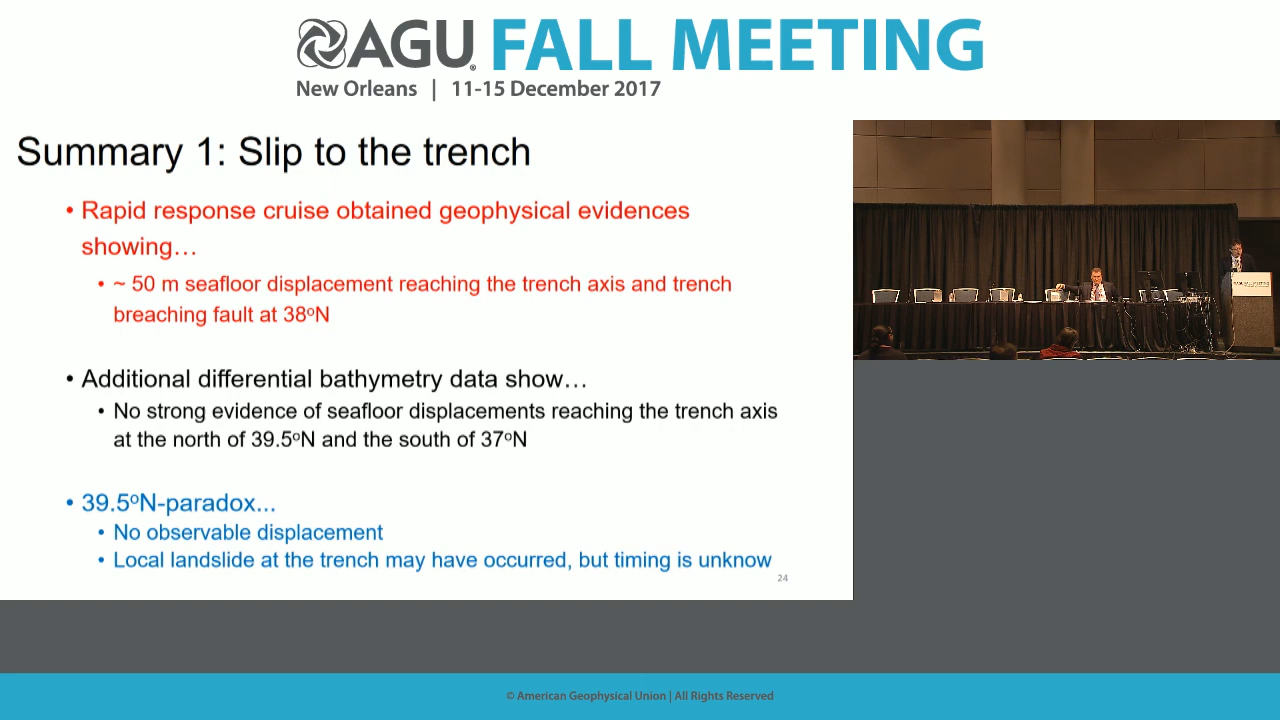 AGU FALL MEETING
New Orleans | 11-15 December 2017
Summary 1: Slip to the trench
• Rapid response cruise obtained geophysical evidences
showing…
• ~ 50 m seafloor displacement reaching the trench axis and trench
breaching fault at 38ºN
• Additional differential bathymetry data show…
• No strong evidence of seafloor displacements reaching the trench axis
at the north of 39.5ºN and the south of 37ºN
• 39.5ºN-paradox...
• No observable displacement
• Local landslide at the trench may have occurred, but timing is unknow
24
AGU FALL MEETING
© American Geophysical Union | All Rights Reserved